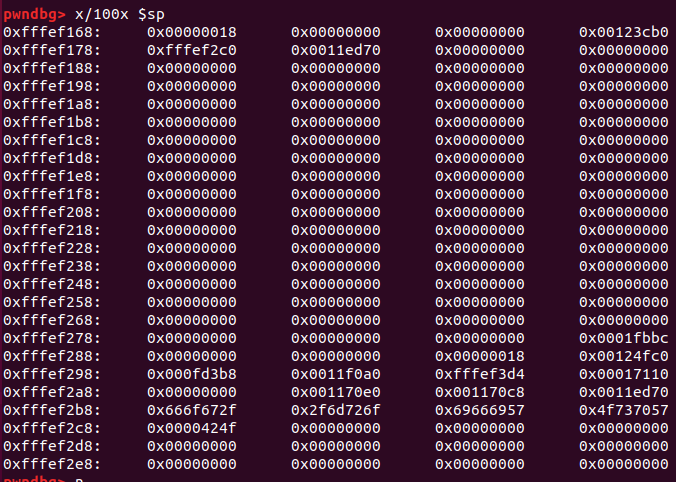 pwndbg> x/100x $sp
0xfffef168: 0x00000018 0x00000000 0x00000000 0x00123cb0
0xfffef178: 0xfffef2c0 0x0011ed70 0x00000000 0x00000000
0xfffef188: 0x00000000 0x00000000 0x00000000 0x00000000
0xfffef198: 0x00000000 0x00000000 0x00000000 0x00000000
0xfffef1a8: 0x00000000 0x00000000 0x00000000 0x00000000
0xfffef1b8: 0x00000000 0x00000000 0x00000000 0x00000000
0xfffef1c8: 0x00000000 0x00000000 0x00000000 0x00000000
0xfffef1d8: 0x00000000 0x00000000 0x00000000 0x00000000
0xfffef1e8: 0x00000000 0x00000000 0x00000000 0x00000000
0xfffef1f8: 0x00000000 0x00000000 0x00000000 0x00000000
0xfffef208: 0x00000000 0x00000000 0x00000000 0x00000000
0xfffef218: 0x00000000 0x00000000 0x00000000 0x00000000
0xfffef228: 0x00000000 0x00000000 0x00000000 0x00000000
0xfffef238: 0x00000000 0x00000000 0x00000000 0x00000000
0xfffef248: 0x00000000 0x00000000 0x00000000 0x00000000
0xfffef258: 0x00000000 0x00000000 0x00000000 0x00000000
0xfffef268: 0x00000000 0x00000000 0x00000000 0x00000000
0xfffef278: 0x00000000 0x00000000 0x00000000 0x0001fbbc
0xfffef288: 0x00000000 0x00000000 0x00000018 0x00124fc0
0xfffef298: 0x000fd3b8 0x0011f0a0 0xfffef3d4 0x00017110
0xfffef2a8: 0x00000000 0x001170e0 0x001170c8 0x0011ed70
0xfffef2b8: 0x666f672f 0x2f6d726f 0x69666957 0x4f737057
0xfffef2c8: 0x0000424f 0x00000000 0x00000000 0x00000000
0xfffef2d8: 0x00000000 0x00000000 0x00000000 0x00000000
0xfffef2e8: 0x00000000 0x00000000 0x00000000 0x00000000